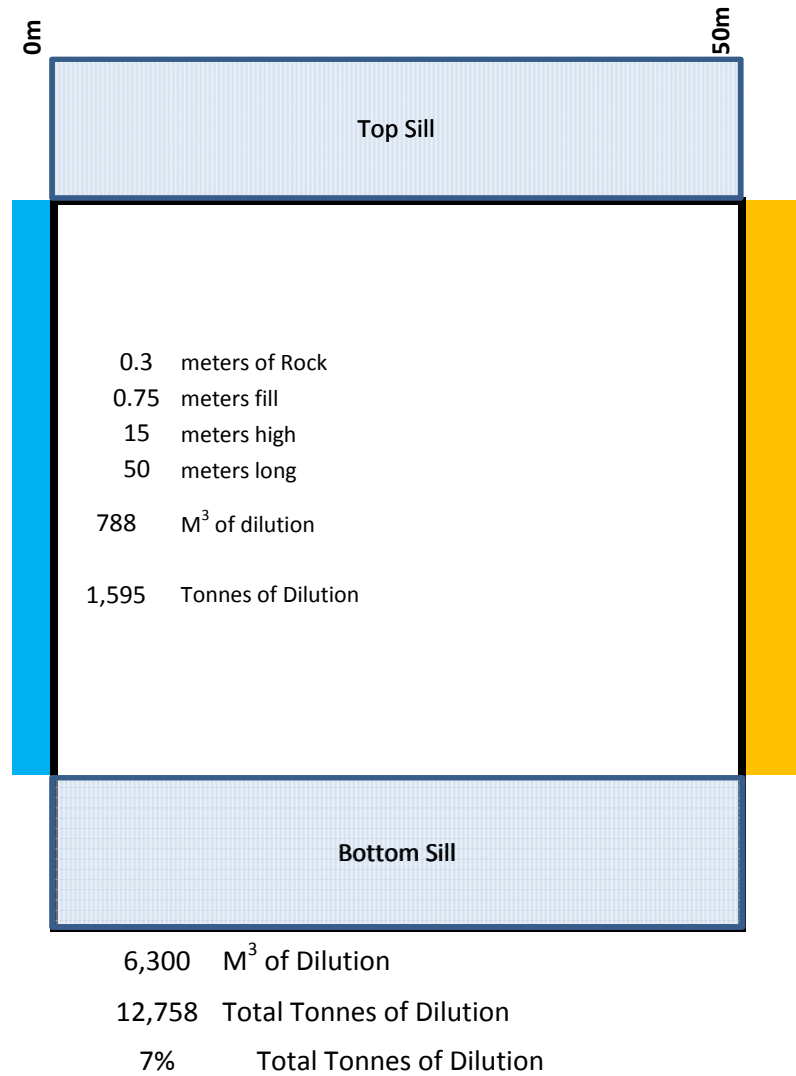 0m 50m
Top Sill
0.3 meters of Rock
0.75 meters fill
15 meters high
50 meters long
788 M³ of dilution
1,595 Tonnes of Dilution
Bottom Sill
6,300 M³ of Dilution
12,758 Total Tonnes of Dilution
7% Total Tonnes of Dilution